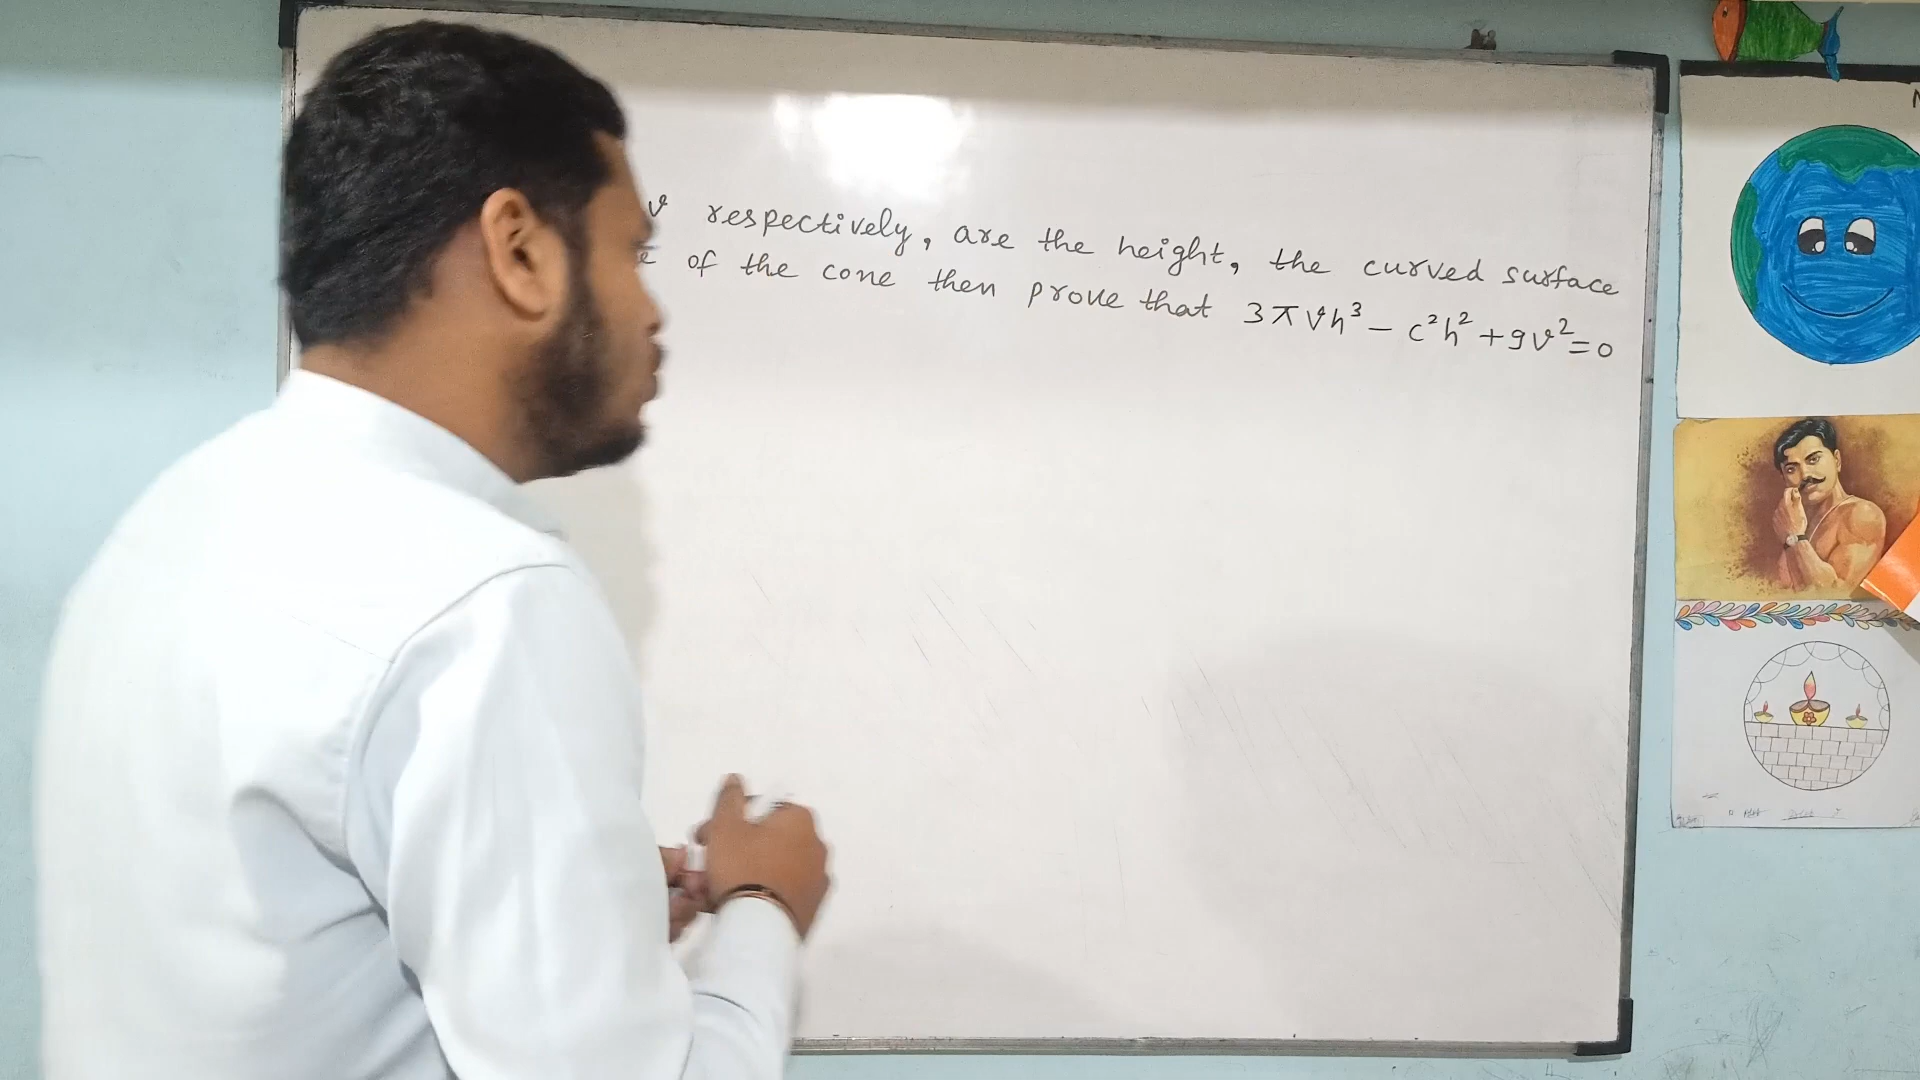 v respectively, are the height, the curved surface
of the cone then prove that 3πvh³ - c²h² + 9v² = 0